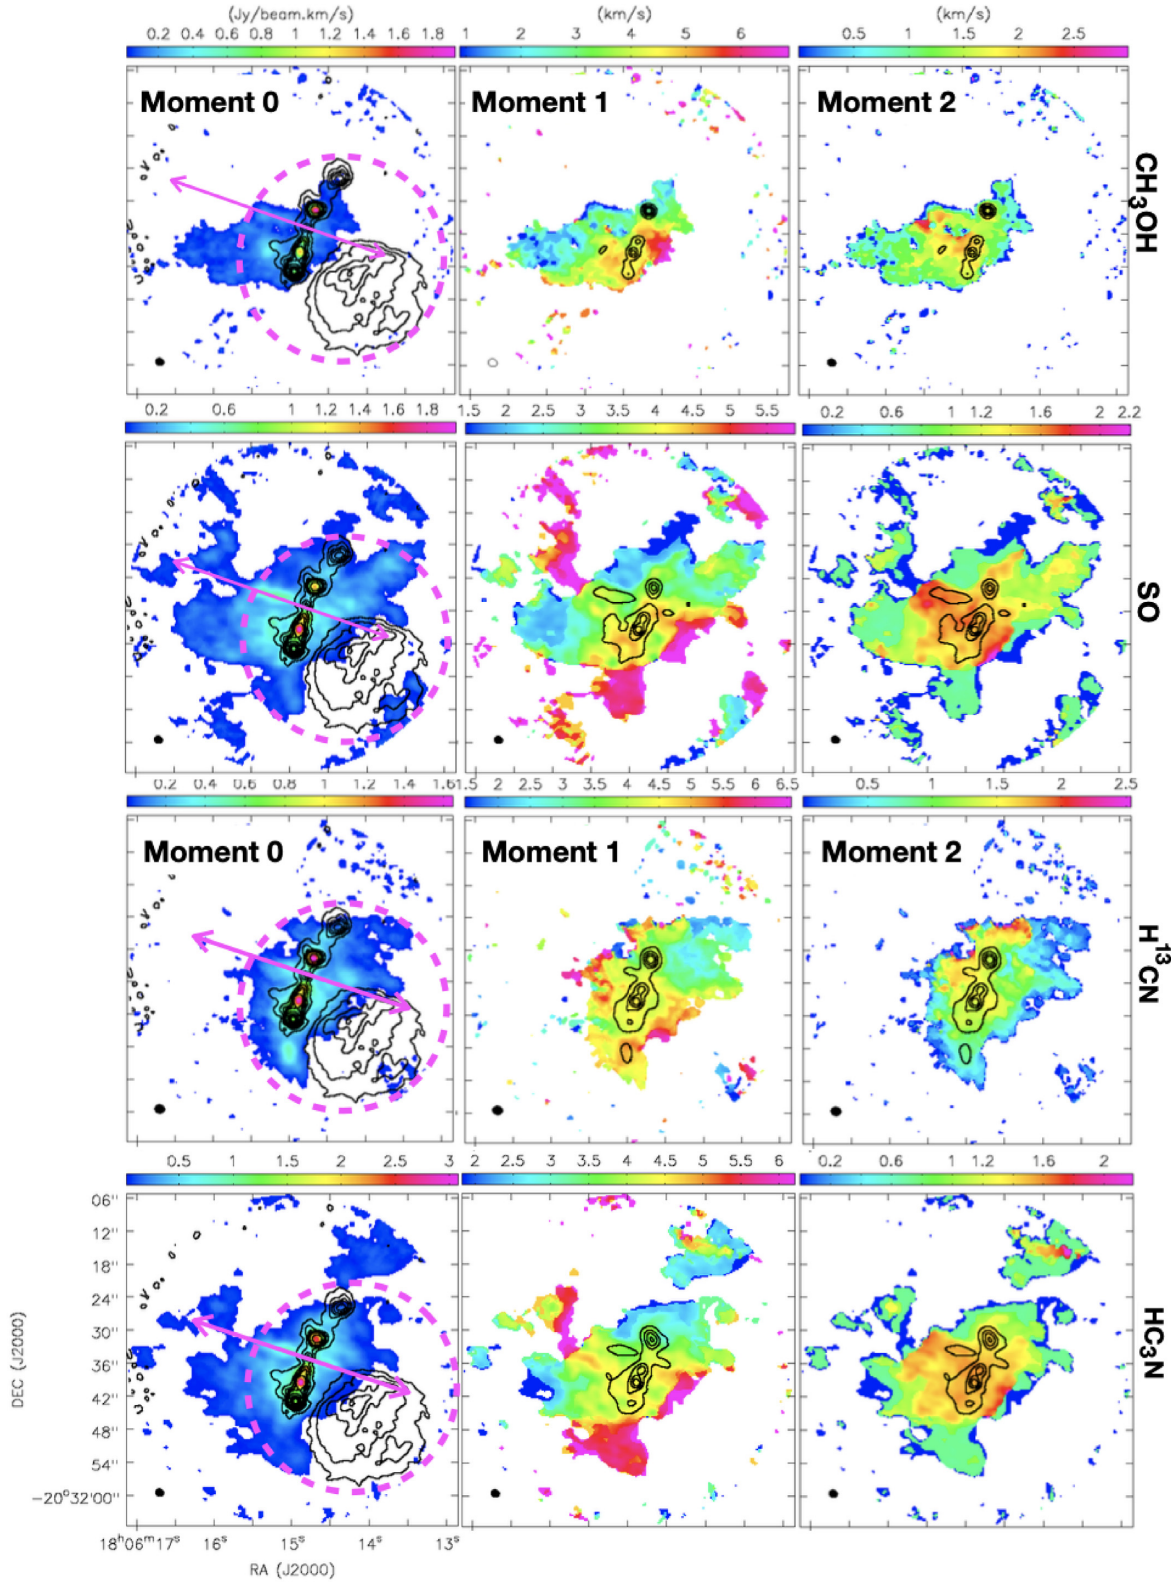 (Jy/beam.km/s) (km/s) (km/s)
0.2 0.4 0.6 0.8 1 1.2 1.4 1.6 1.8 1 2 3 4 5 6 0.5 1 1.5 2 2.5
Moment 0 Moment 1 Moment 2
CH₃OH
0.2 0.6 1 1.2 1.4 1.6 1.8 1.5 2 2.5 3 3.5 4 4.5 5 5.5 0.2 0.6 1 1.2 1.6 2 2.2
SO
0.2 0.4 0.6 0.8 1 1.2 1.4 1.6 1.5 2 2.5 3 3.5 4 4.5 5 5.5 6 6.5 0.5 1 1.5 2 2.5
Moment 0 Moment 1 Moment 2
H¹³CN
0.5 1 1.5 2 2.5 3 2 2.5 3 3.5 4 4.5 5 5.5 6 0.2 0.6 1 1.2 1.6 2
HC₃N
06"
12"
18"
24"
30"
36"
42"
48"
54"
−20°32'00"
DEC (J2000)
18ʰ06ᵐ17ˢ 16ˢ 15ˢ 14ˢ 13ˢ
RA (J2000)